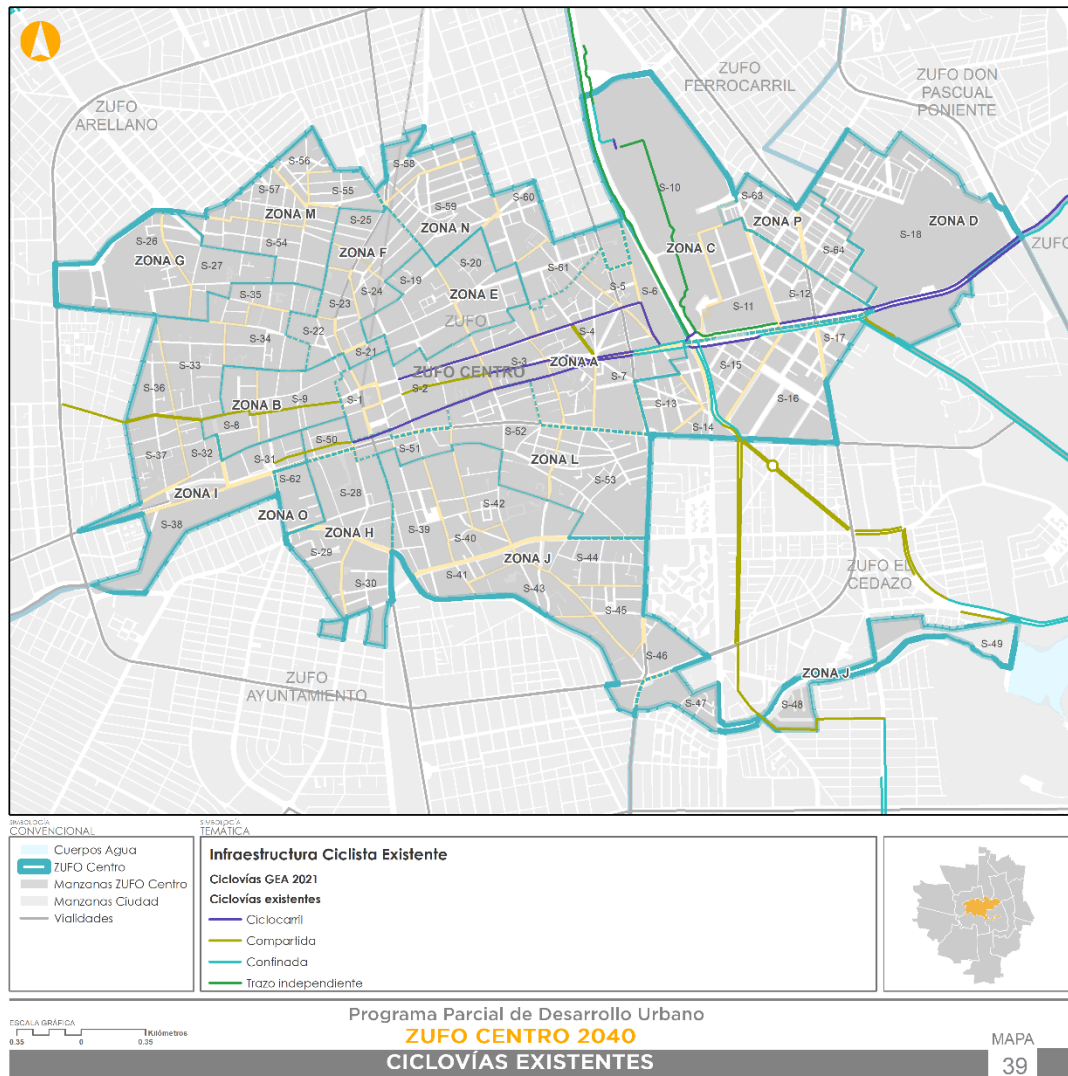 ZUFO
FERROCARRIL
ZUFO DON
PASCUAL
PONIENTE
ZUFO
ARELLANO
S-56
S-58
S-57
S-55
S-10
S-63
ZONA M
S-25
S-59
S-60
ZONA P
ZONA D
S-18
S-26
S-54
ZONA N
ZONA C
S-64
ZUFO
ZONA G
S-27
ZONA F
S-20
S-61
S-19
S-5
S-6
S-35
S-24
ZONA E
S-12
S-23
S-11
S-34
S-22
ZUFO
S-4
S-17
S-21
S-33
S-3
ZONA A
S-15
ZUFO CENTRO
S-7
S-36
S-2
S-9
S-1
S-16
ZONA B
S-13
S-8
S-14
S-50
S-52
S-37
S-32
S-31
S-51
ZONA L
S-62
S-53
ZONA I
S-28
S-42
ZONA O
S-38
S-39
ZONA H
S-40
S-29
ZONA J
S-44
ZUFO EL
CEDAZO
S-41
S-30
S-43
S-45
S-49
S-46
ZUFO
AYUNTAMIENTO
ZONA J
S-47
S-48
SIMBOLOGÍA
CONVENCIONAL
Cuerpos Agua
ZUFO Centro
Manzanas ZUFO Centro
Manzanas Ciudad
Vialidades
SIMBOLOGÍA
TEMÁTICA
Infraestructura Ciclista Existente
Ciclovías GEA 2021
Ciclovías existentes
Ciclocarril
Compartida
Confinada
Trazo independiente
ESCALA GRÁFICA
Kilómetros
0.35 0 0.35
Programa Parcial de Desarrollo Urbano
ZUFO CENTRO 2040
CICLOVÍAS EXISTENTES
MAPA
39